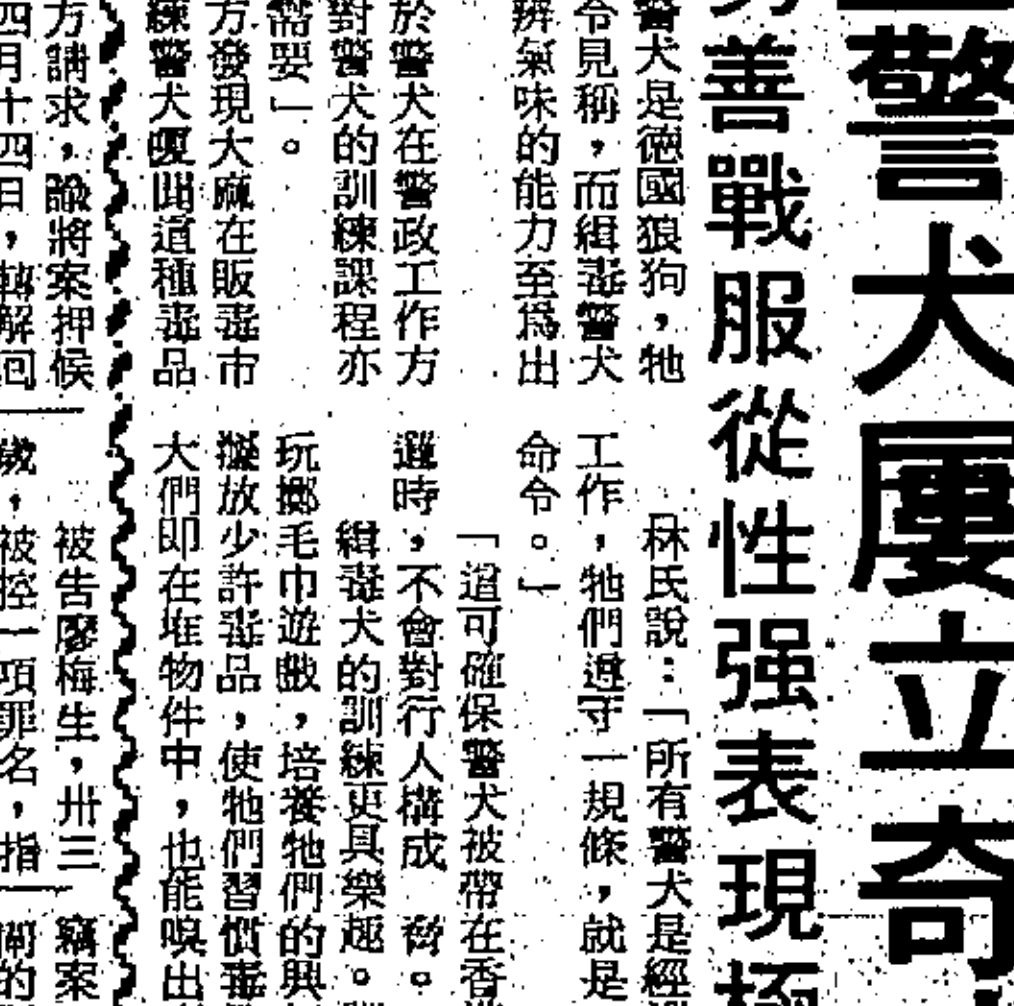 警犬屢立奇
善戰服從性强表現極
警犬是德國狼狗，牠
令見稱，而緝毒警犬
辨氣味的能力至爲出
於警犬在警政工作方
對警犬的訓練課程亦
需要」。
方發現大麻在販毒市
練警犬嗅聞這種毒品
林氏說：「所有警犬是經
工作，牠們遵守一規條，就是
命令。」
「這可確保警犬被帶在香
邏時，不會對行人構成 脅。
緝毒犬的訓練更具樂趣。
玩擲毛巾遊戲，培養牠們的興
擬放少許毒品，使牠們習慣毒
犬們即在堆物件中，也能嗅出
方請求，諭將案押候
四月十四日，轉解回
被告廖梅生，卅三
歲，被控一項罪名，指
竊案
的